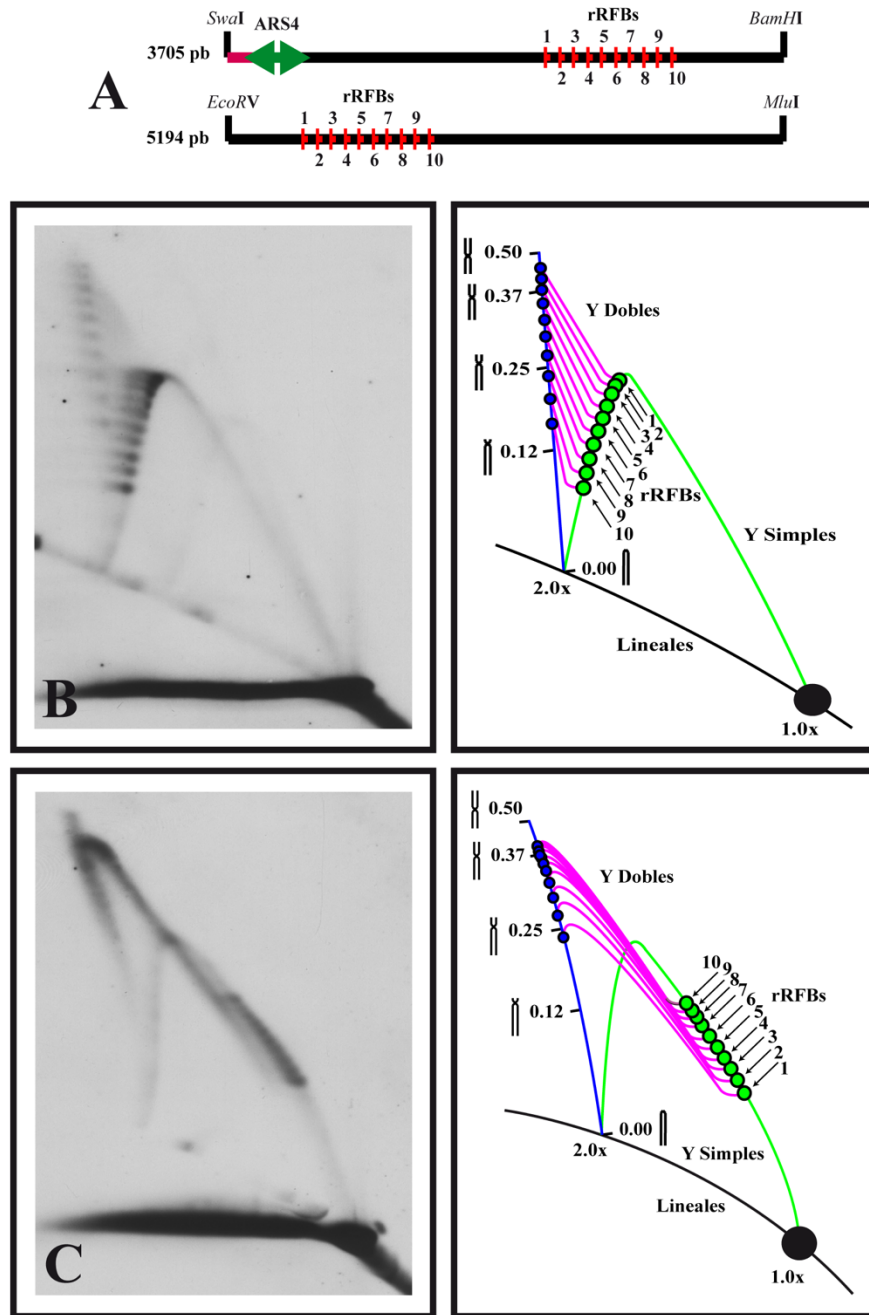 SwaI ARS4 rRFBs BamHI
1 3 5 7 9
3705 pb
2 4 6 8 10
A
EcoRV rRFBs MluI
1 3 5 7 9
5194 pb
2 4 6 8 10
B
0.50
0.37
Y Dobles
0.25
1
2
3
4
5
6
7
8
9
10
rRFBs
0.12
Y Simples
0.00
2.0x
Lineales
1.0x
C
0.50
0.37
Y Dobles
0.25
10 9 8 7 6 5 4 3 2 1
rRFBs
0.12
0.00
2.0x
Y Simples
Lineales
1.0x